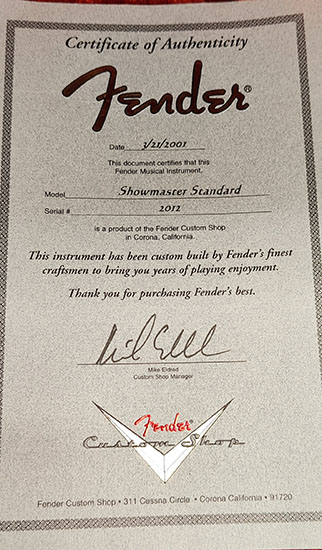 Certificate of Authenticity
Fender®
Date 3/21/2001
This document certifies that this
Fender Musical Instrument.
Model Showmaster Standard
Serial # 2012
is a product of the Fender Custom Shop
in Corona, California.
This instrument has been custom built by Fender's finest
craftsmen to bring you years of playing enjoyment.
Thank you for purchasing Fender's best.
Mike Eldred
Custom Shop Manager
Fender
Custom Shop
Fender Custom Shop • 311 Cessna Circle • Corona California • 91720